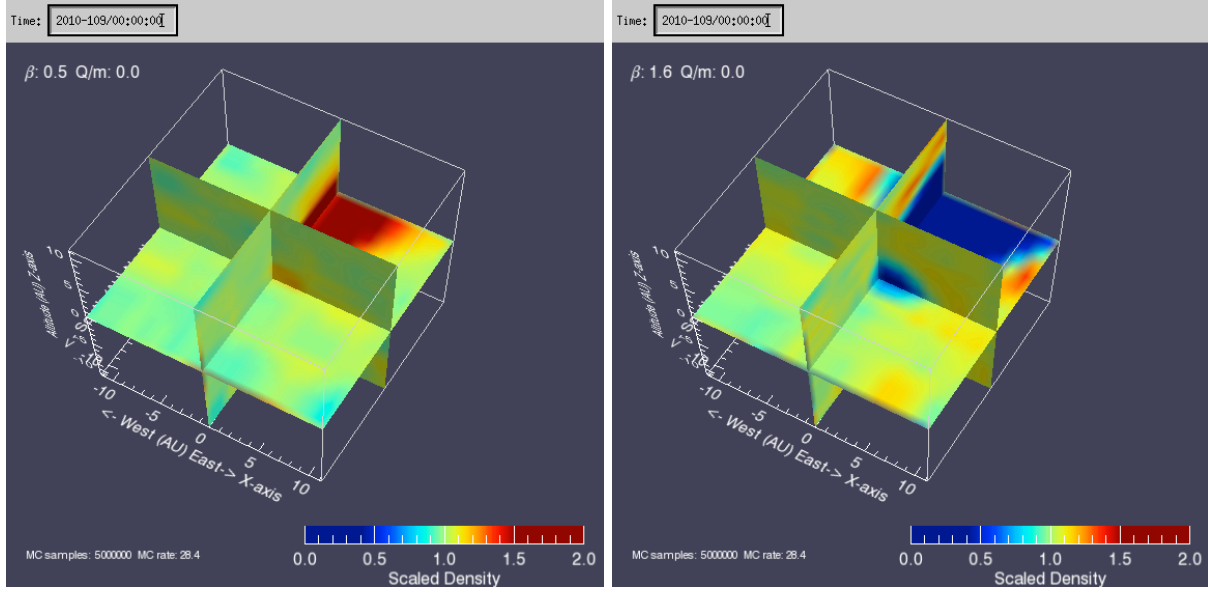 Time: 2010-109/00:00:00
β: 0.5 Q/m: 0.0
Altitude (AU) Z-axis
10
5
0
-10
-5
0
5
10
<- West (AU) East-> X-axis
MC samples: 5000000 MC rate: 28.4
0.0 0.5 1.0 1.5 2.0
Scaled Density
Time: 2010-109/00:00:00
β: 1.6 Q/m: 0.0
Altitude (AU) Z-axis
10
5
0
-10
-5
0
5
10
<- West (AU) East-> X-axis
MC samples: 5000000 MC rate: 28.4
0.0 0.5 1.0 1.5 2.0
Scaled Density